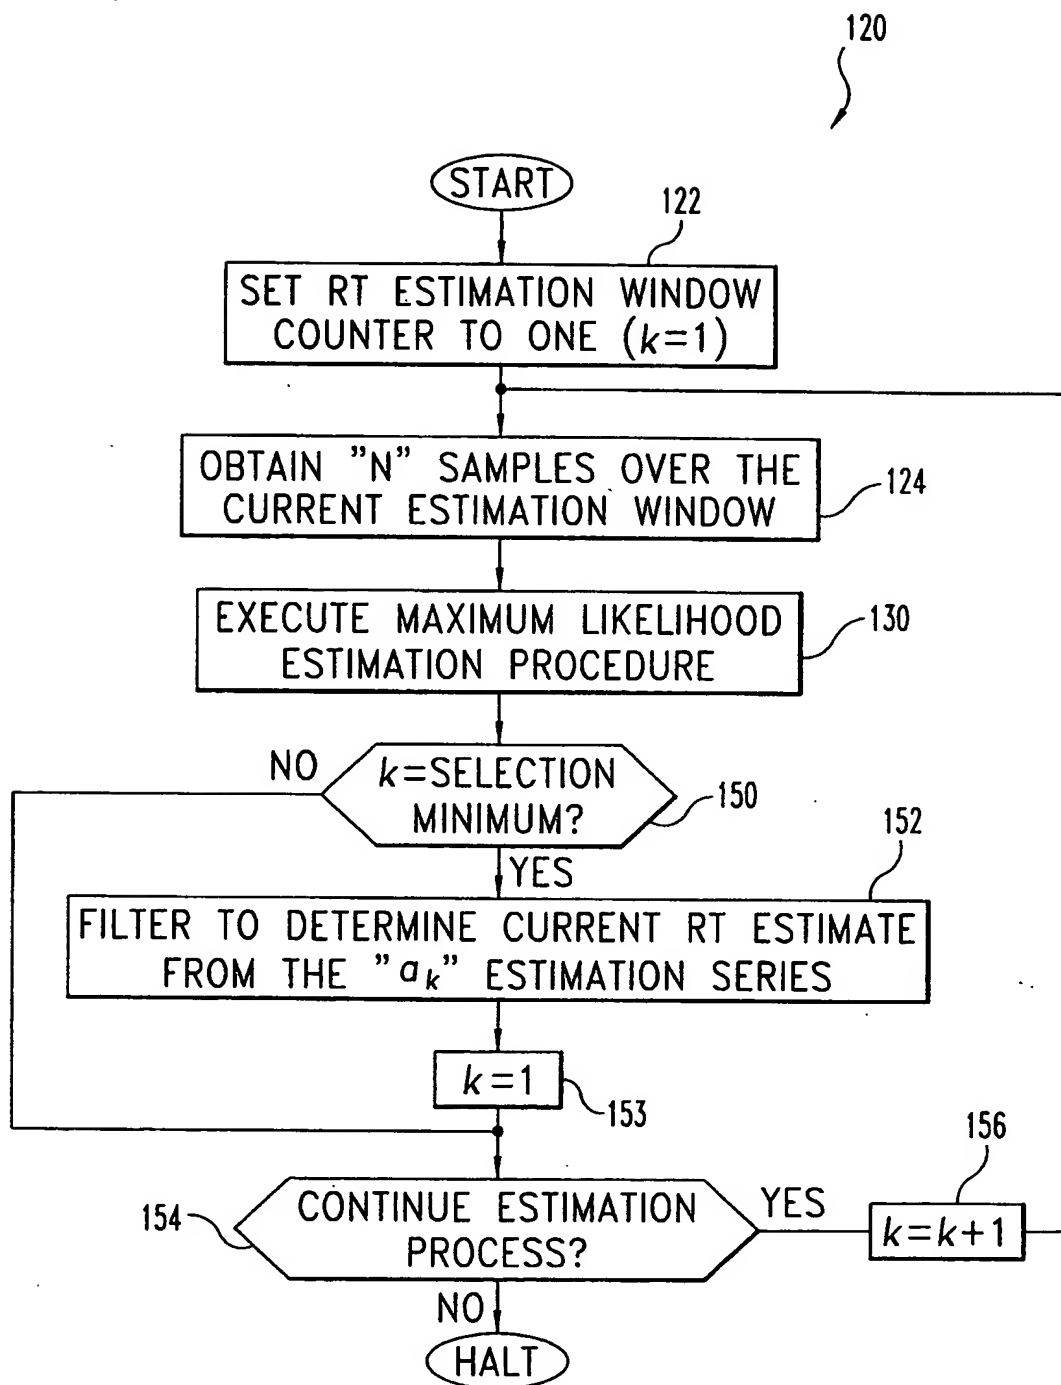 120
START
122
SET RT ESTIMATION WINDOW
COUNTER TO ONE (k=1)
OBTAIN "N" SAMPLES OVER THE
CURRENT ESTIMATION WINDOW
124
EXECUTE MAXIMUM LIKELIHOOD
ESTIMATION PROCEDURE
130
NO
k=SELECTION
MINIMUM?
150
YES
152
FILTER TO DETERMINE CURRENT RT ESTIMATE
FROM THE "ak" ESTIMATION SERIES
k=1
153
156
154
CONTINUE ESTIMATION
PROCESS?
YES
k=k+1
NO
HALT